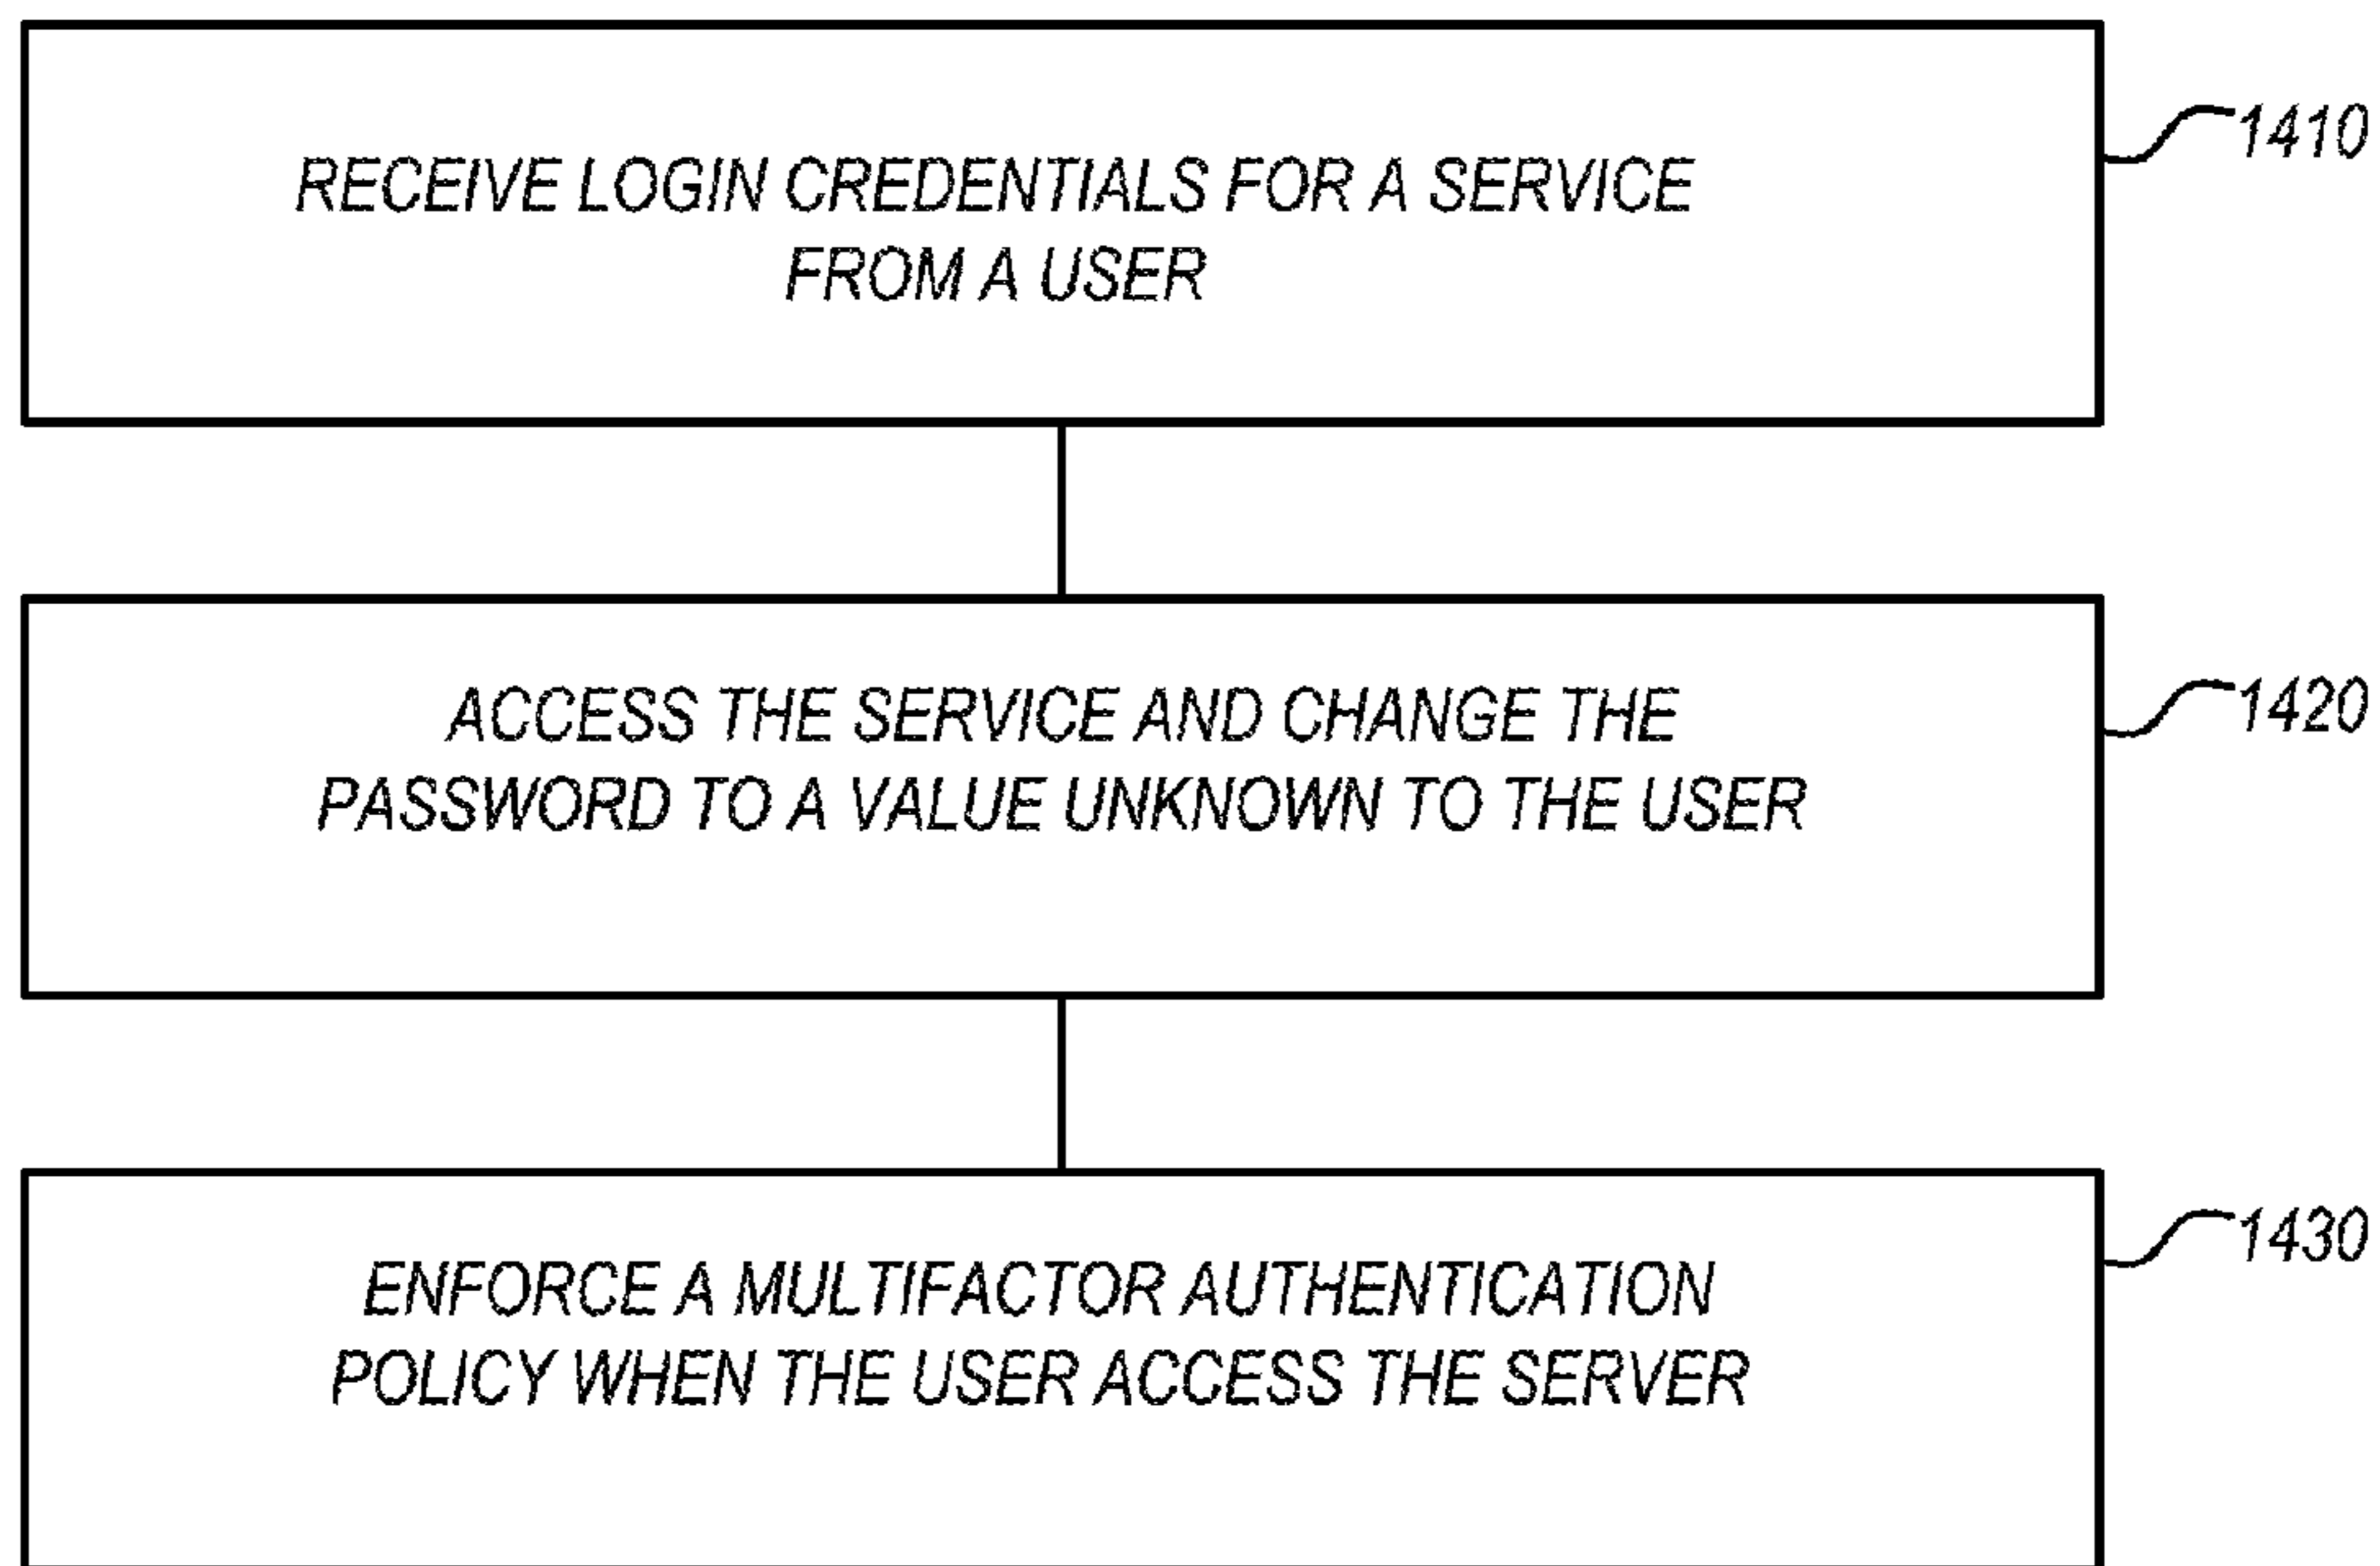 RECEIVE LOGIN CREDENTIALS FOR A SERVICE
FROM A USER
1410
ACCESS THE SERVICE AND CHANGE THE
PASSWORD TO A VALUE UNKNOWN TO THE USER
1420
ENFORCE A MULTIFACTOR AUTHENTICATION
POLICY WHEN THE USER ACCESS THE SERVER
1430